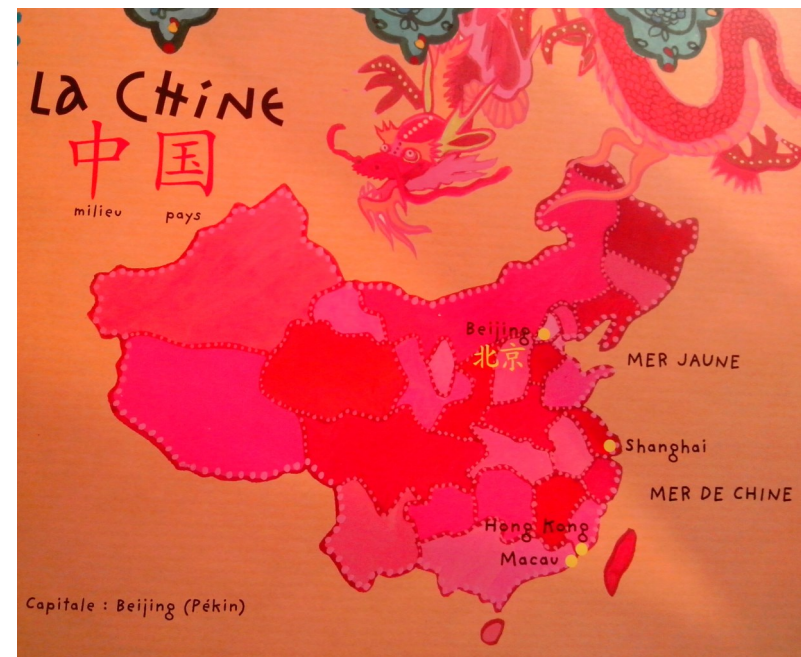 La CHiNE
中国
milieu pays
Beijing
北京
MER JAUNE
Shanghai
MER DE CHINE
Hong Kong
Macau
Capitale : Beijing (Pékin)